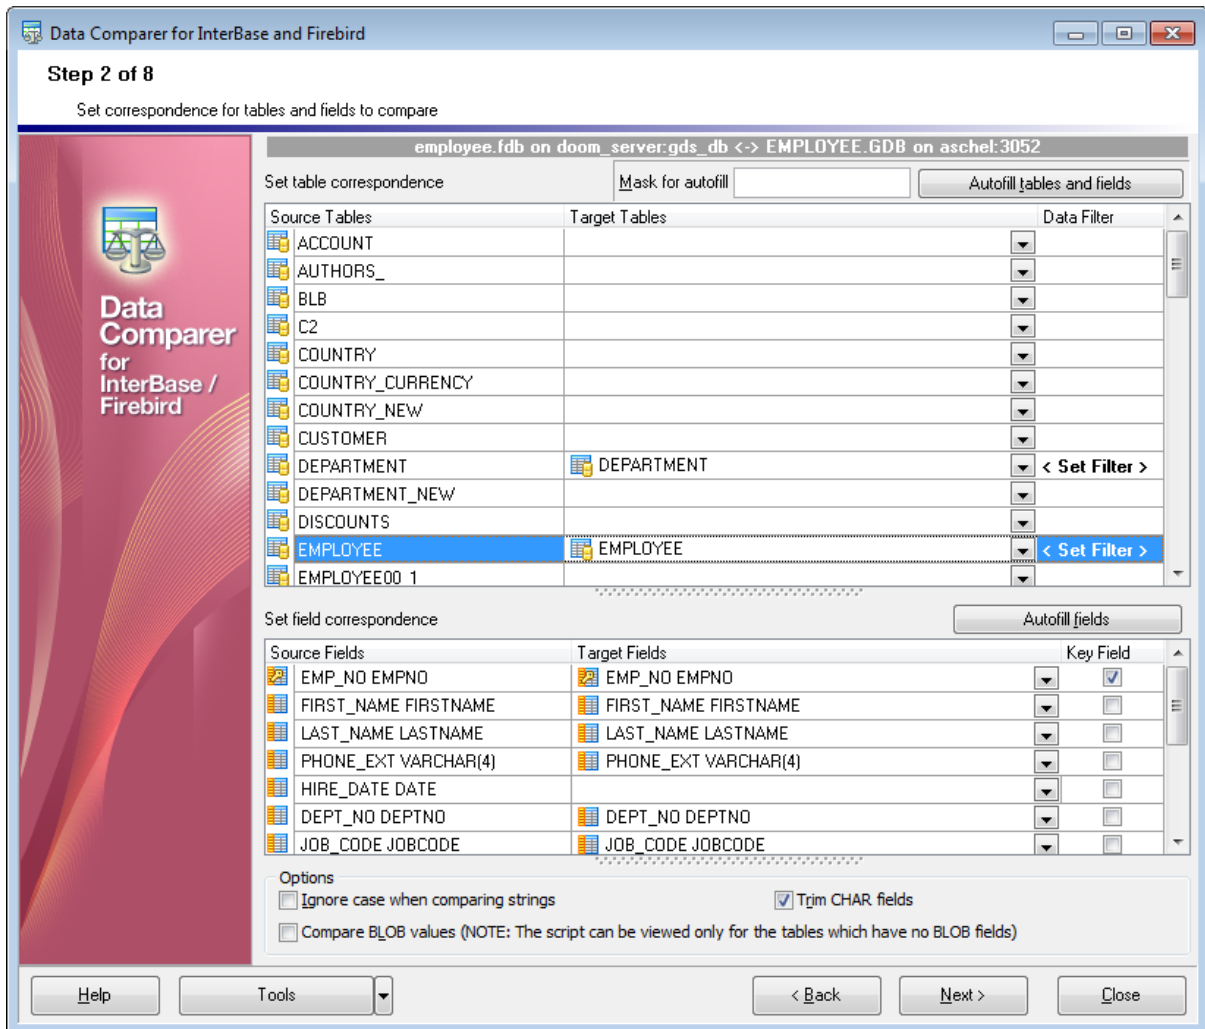 Data Comparer for InterBase and Firebird
Step 2 of 8
Set correspondence for tables and fields to compare
employee.fdb on doom_server:gds_db <-> EMPLOYEE.GDB on aschel:3052
Set table correspondence Mask for autofill Autofill tables and fields
Source Tables Target Tables Data Filter
ACCOUNT
AUTHORS_
BLB
C2
COUNTRY
COUNTRY_CURRENCY
COUNTRY_NEW
CUSTOMER
DEPARTMENT DEPARTMENT < Set Filter >
DEPARTMENT_NEW
DISCOUNTS
EMPLOYEE EMPLOYEE < Set Filter >
EMPLOYEE00_1
Data
Comparer
for
InterBase /
Firebird
Set field correspondence Autofill fields
Source Fields Target Fields Key Field
EMP_NO EMPNO EMP_NO EMPNO
FIRST_NAME FIRSTNAME FIRST_NAME FIRSTNAME
LAST_NAME LASTNAME LAST_NAME LASTNAME
PHONE_EXT VARCHAR(4) PHONE_EXT VARCHAR(4)
HIRE_DATE DATE
DEPT_NO DEPTNO DEPT_NO DEPTNO
JOB_CODE JOBCODE JOB_CODE JOBCODE
Options
Ignore case when comparing strings Trim CHAR fields
Compare BLOB values (NOTE: The script can be viewed only for the tables which have no BLOB fields)
Help Tools < Back Next > Close